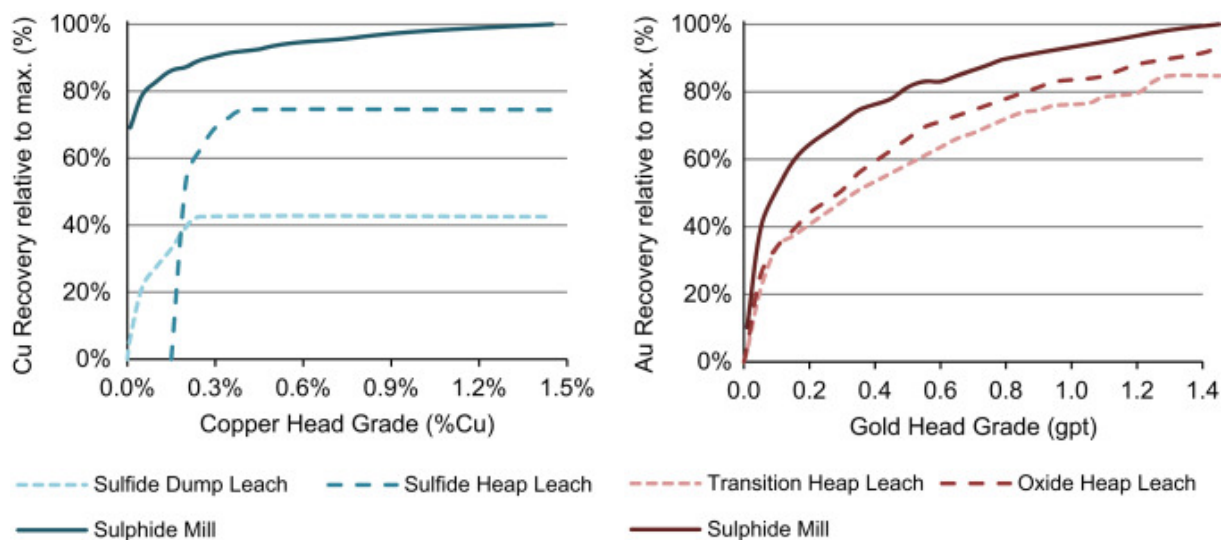 Cu Recovery relative to max. (%)
100%
80%
60%
40%
20%
0%
0.0%
0.3%
0.6%
0.9%
1.2%
1.5%
Copper Head Grade (%Cu)
Sulfide Dump Leach
Sulfide Heap Leach
Sulphide Mill
Au Recovery relative to max. (%)
100%
80%
60%
40%
20%
0%
0.0
0.2
0.4
0.6
0.8
1.0
1.2
1.4
Gold Head Grade (gpt)
Transition Heap Leach
Oxide Heap Leach
Sulphide Mill